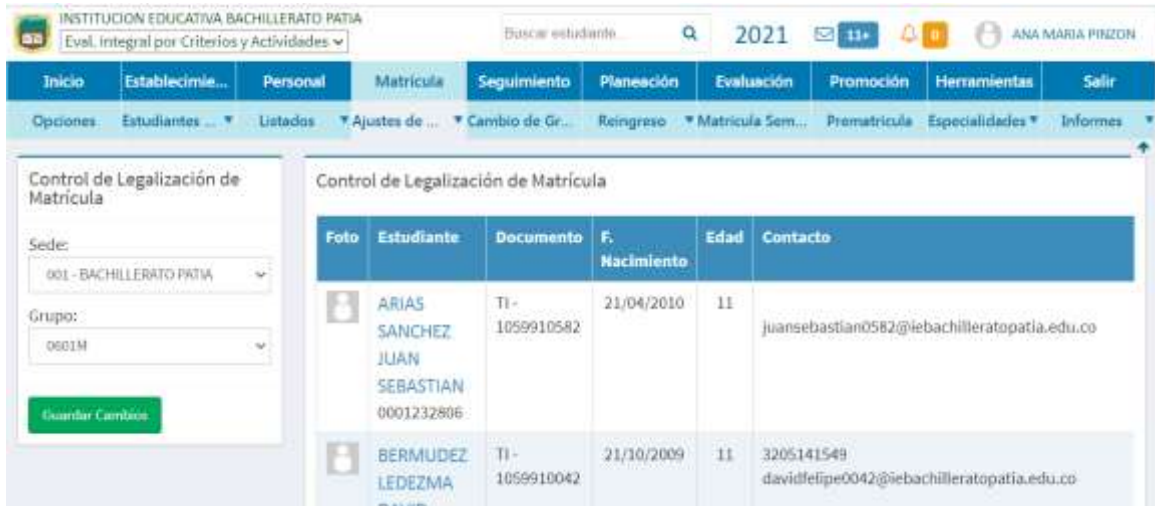 INSTITUCION EDUCATIVA BACHILLERATO PATIA
Eval. Integral por Criterios y Actividades
Buscar estudiante...
2021
11+
0
ANA MARIA PINZON
Inicio Establecimie... Personal Matrícula Seguimiento Planeación Evaluación Promoción Herramientas Salir
Opciones Estudiantes ... Listados Ajustes de ... Cambio de Gr... Reingreso Matricula Sem... Prematricula Especialidades Informes
Control de Legalización de
Matrícula
Sede:
001 - BACHILLERATO PATIA
Grupo:
0601M
Guardar Cambios
Control de Legalización de Matrícula
Foto Estudiante Documento F. Nacimiento Edad Contacto
ARIAS
SANCHEZ
JUAN
SEBASTIAN
0001232806
TI -
1059910582
21/04/2010
11
juansebastian0582@iebachilleratopatia.edu.co
BERMUDEZ
LEDEZMA
TI -
1059910042
21/10/2009
11
3205141549
davidfelipe0042@iebachilleratopatia.edu.co